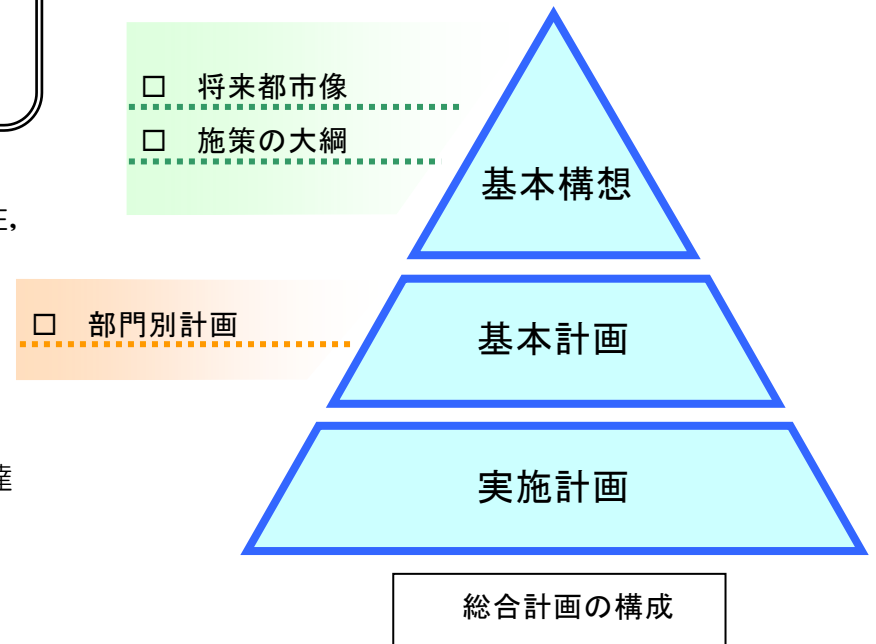 □ 将来都市像
□ 施策の大綱
基本構想
□ 部門別計画
基本計画
実施計画
総合計画の構成